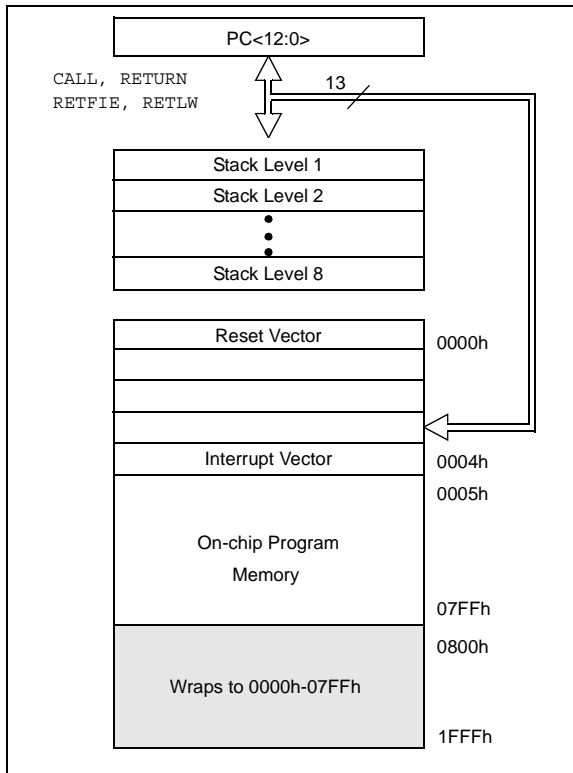 PC<12:0>
CALL, RETURN
RETFIE, RETLW
13
Stack Level 1
Stack Level 2
Stack Level 8
Reset Vector
0000h
Interrupt Vector
0004h
0005h
On-chip Program
Memory
07FFh
0800h
Wraps to 0000h-07FFh
1FFFh